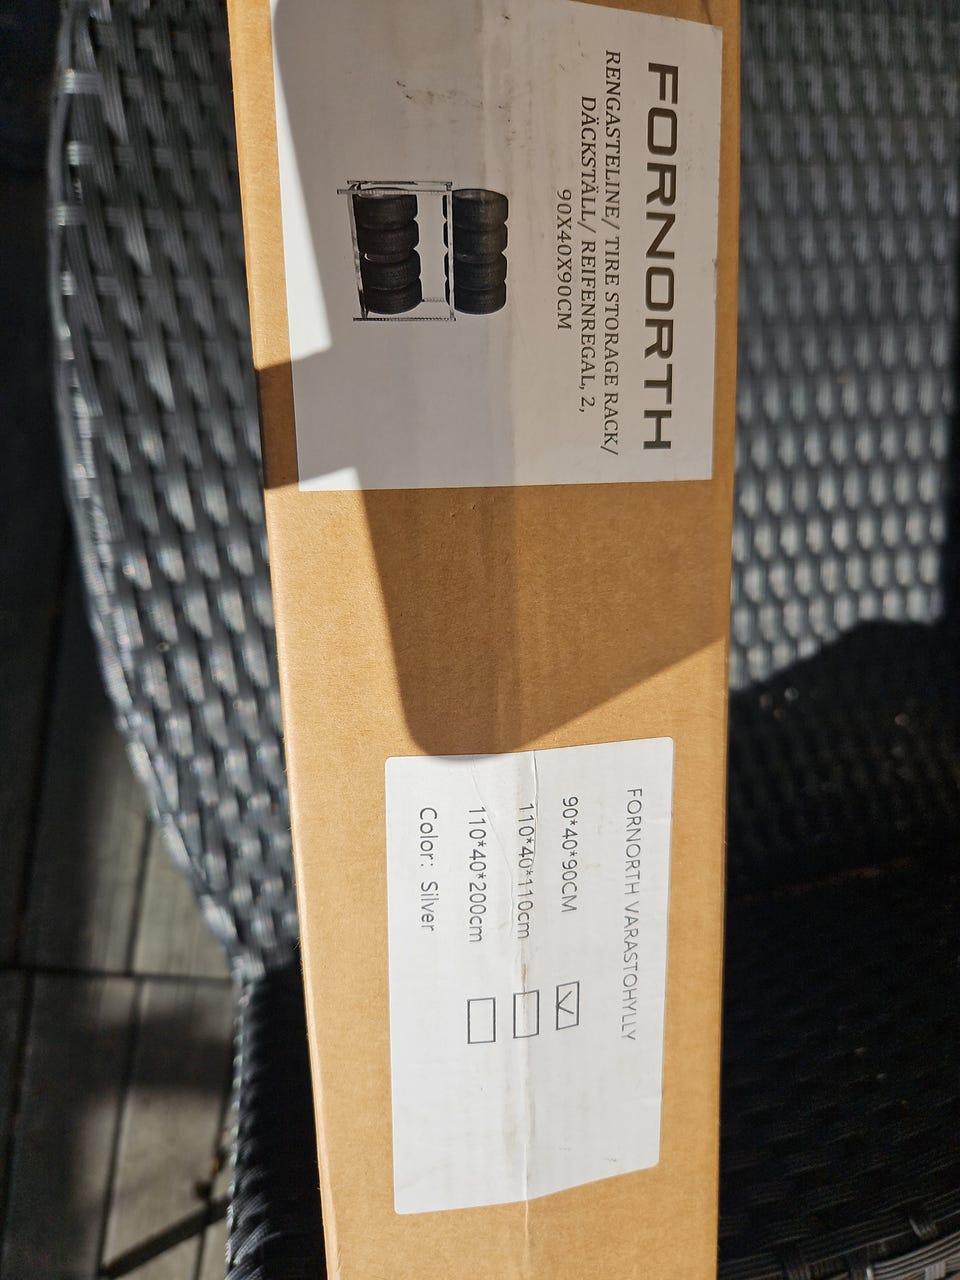 FORNORTH
RENGASTELINE/ TIRE STORAGE RACK/
DÄCKSTÄLL/ REIFENREGAL, 2,
90X40X90CM
FORNORTH VARASTOHYLLY
90*40*90CM
110*40*110cm
110*40*200cm
Color: Silver